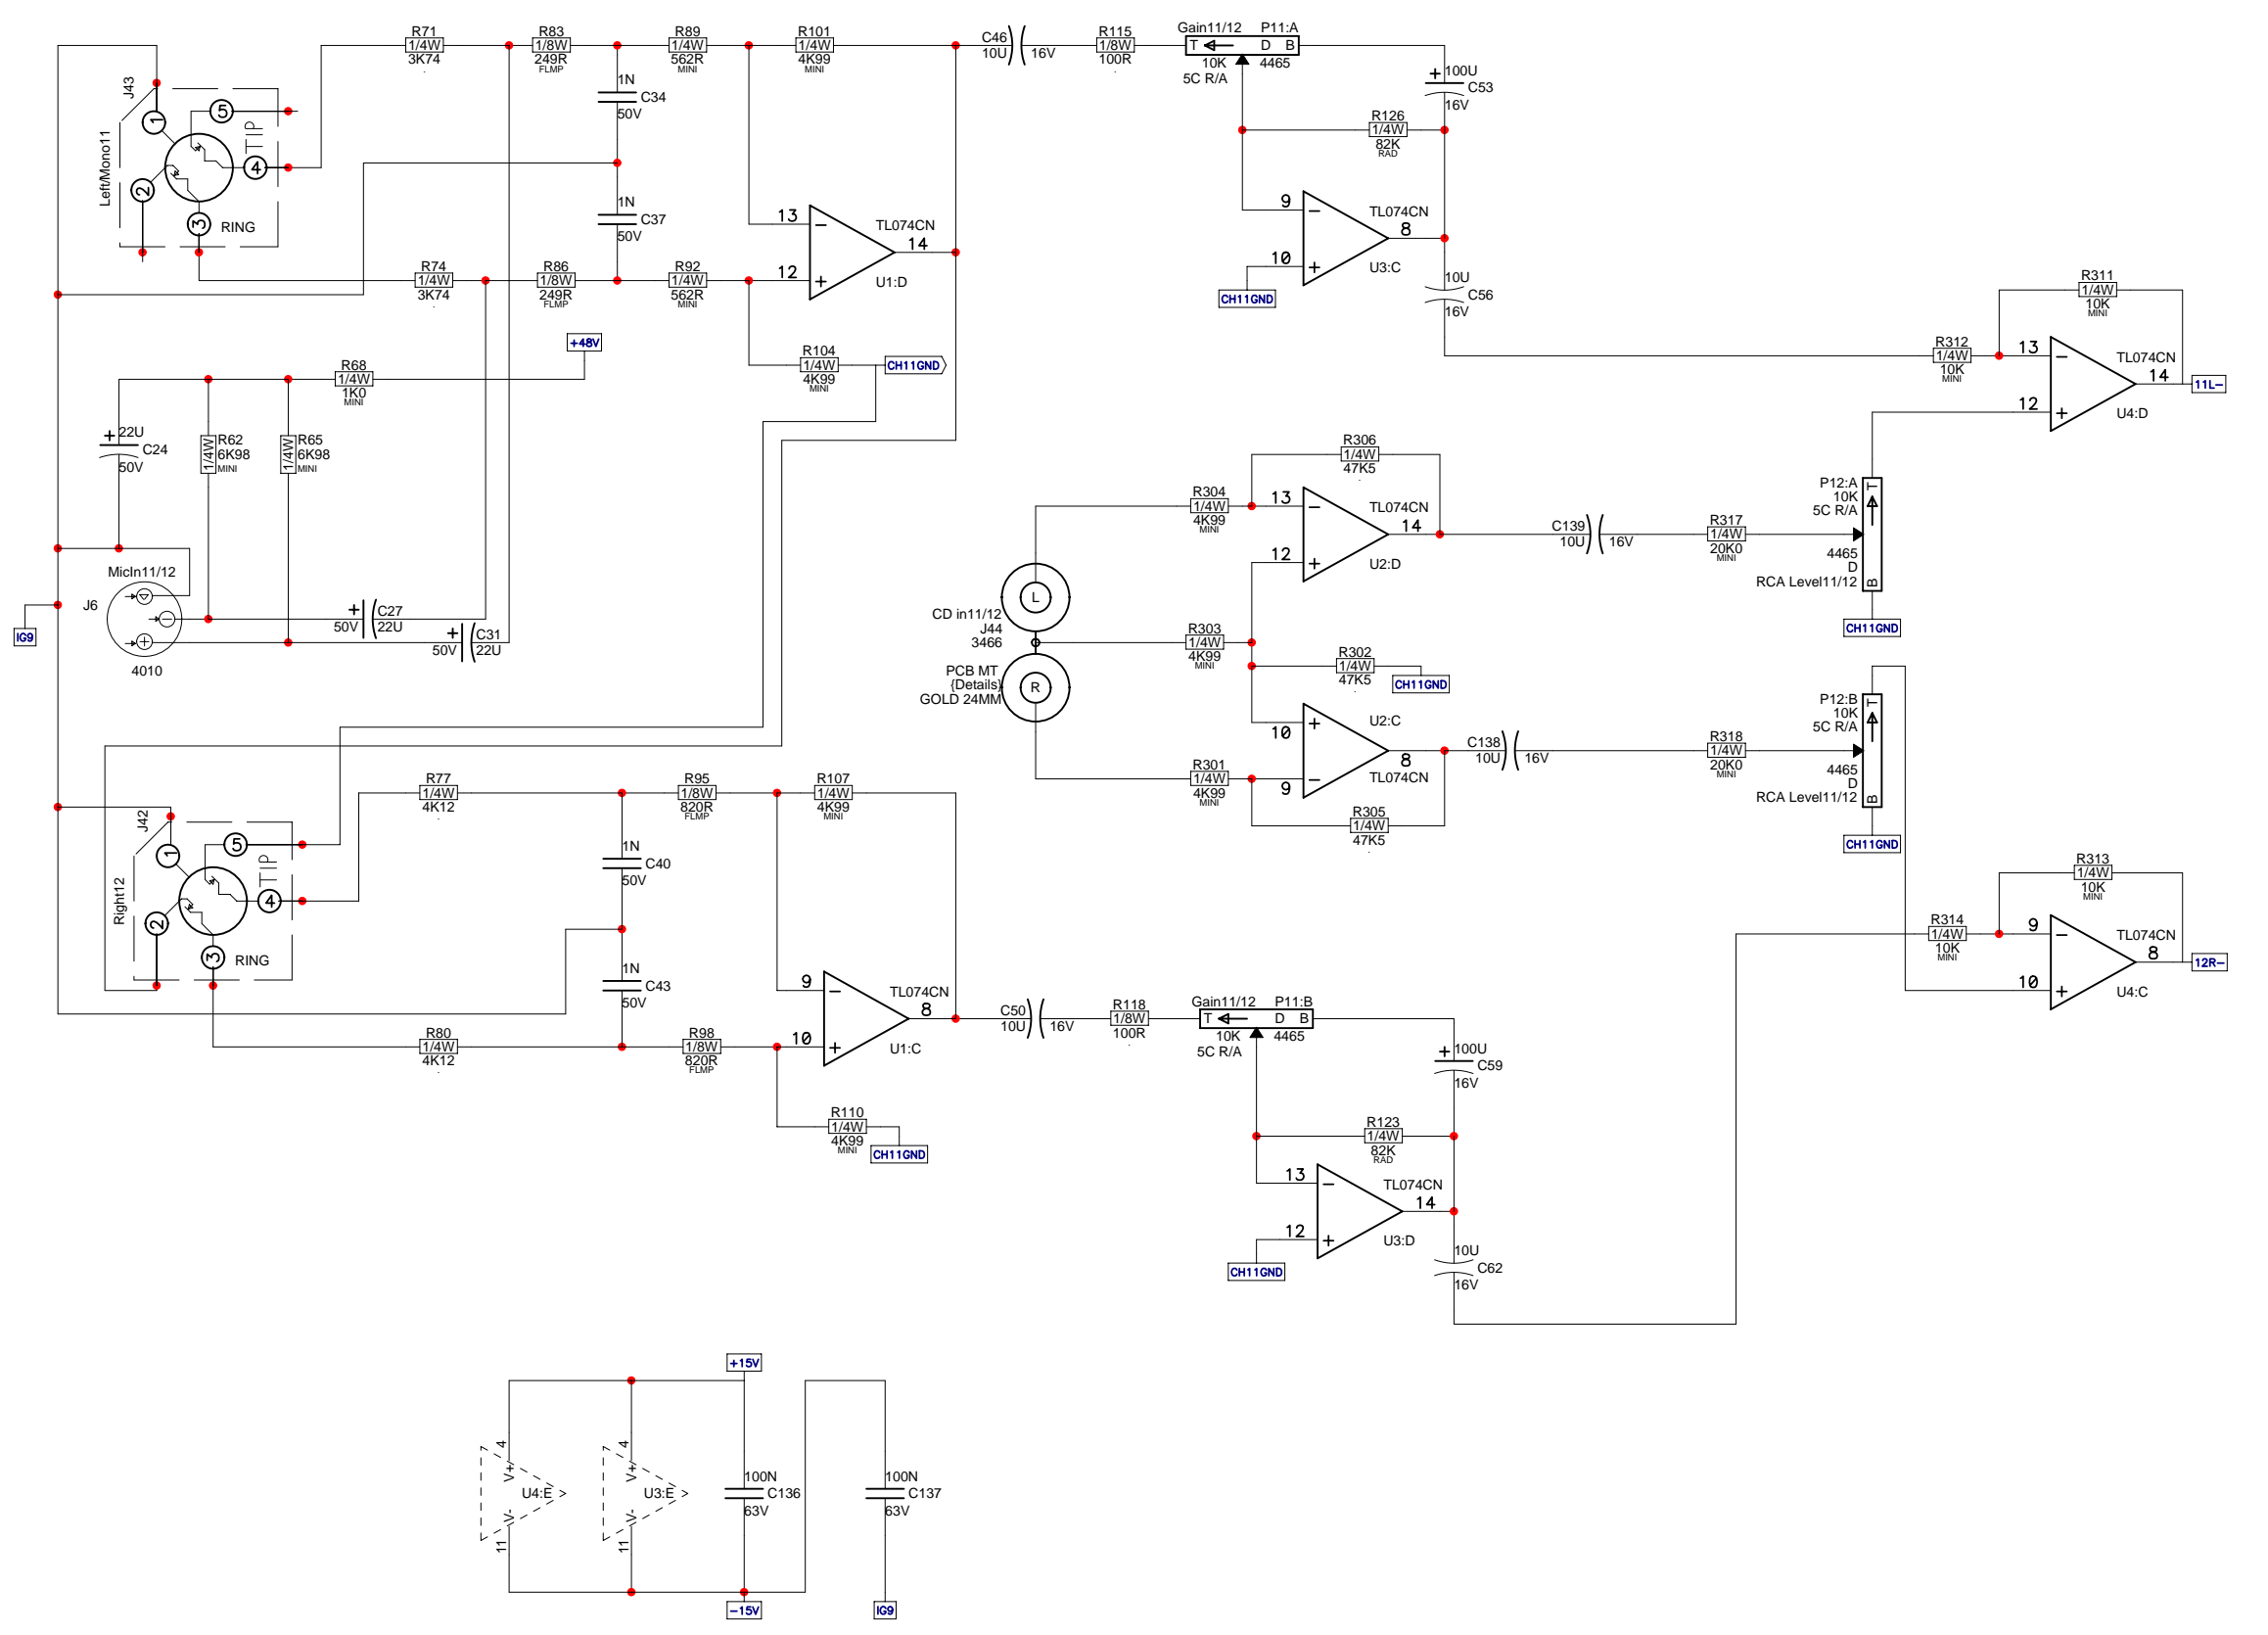 R71
1/4W
3K74
R83
1/8W
249R
FLMP
R89
1/4W
562R
MINI
R101
1/4W
4K99
MINI
C46
10U
16V
R115
1/8W
100R
Gain11/12
P11:A
T D B
10K
4465
5C R/A
+
100U
C53
16V
J43
Left/Mono11
1
2
3
4
5
TIP
RING
1N
C34
50V
1N
C37
50V
R126
1/4W
82K
RAD
13
12
14
TL074CN
U1:D
9
10
8
TL074CN
U3:C
CH11GND
10U
C56
16V
R74
1/4W
3K74
R86
1/8W
249R
FLMP
R92
1/4W
562R
MINI
R104
1/4W
4K99
MINI
CH11GND
+48V
R68
1/4W
1K0
MINI
+
22U
C24
50V
1/4W
R62
6K98
MINI
1/4W
R65
6K98
MINI
R311
1/4W
10K
MINI
R312
1/4W
10K
MINI
13
12
14
TL074CN
U4:D
11L-
MicIn11/12
J6
4010
IG9
+
C27
50V
22U
+
C31
50V
22U
R306
1/4W
47K5
R304
1/4W
4K99
MINI
13
12
14
TL074CN
U2:D
C139
10U
16V
R317
1/4W
20K0
MINI
P12:A
10K
5C R/A
T
4465
D
RCA Level11/12
B
CH11GND
L
CD in11/12
J44
3466
PCB MT
{Details}
GOLD 24MM
R
R303
1/4W
4K99
MINI
R302
1/4W
47K5
CH11GND
10
9
8
U2:C
TL074CN
R301
1/4W
4K99
MINI
R305
1/4W
47K5
C138
10U
16V
R318
1/4W
20K0
MINI
P12:B
10K
5C R/A
T
4465
D
RCA Level11/12
B
CH11GND
R77
1/4W
4K12
R95
1/8W
820R
FLMP
R107
1/4W
4K99
MINI
J42
Right12
1
2
3
4
5
TIP
RING
1N
C40
50V
1N
C43
50V
R80
1/4W
4K12
R98
1/8W
820R
FLMP
9
10
8
TL074CN
U1:C
R110
1/4W
4K99
MINI
CH11GND
C50
10U
16V
R118
1/8W
100R
Gain11/12
P11:B
T D B
10K
4465
5C R/A
+
100U
C59
16V
R123
1/4W
82K
RAD
13
12
14
TL074CN
U3:D
CH11GND
10U
C62
16V
R313
1/4W
10K
MINI
R314
1/4W
10K
MINI
9
10
8
TL074CN
U4:C
12R-
+15V
4
V+
U4:E
V-
11
4
V+
U3:E
V-
11
100N
C136
63V
100N
C137
63V
-15V
IG9